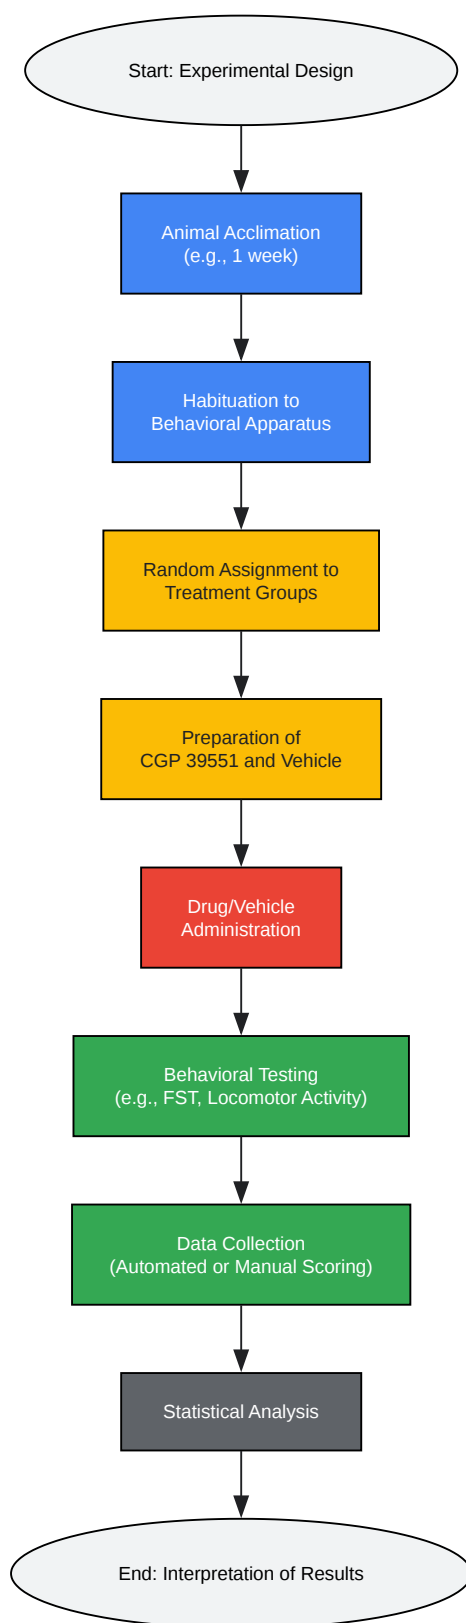 Start: Experimental Design
Animal Acclimation
(e.g., 1 week)
Habituation to
Behavioral Apparatus
Random Assignment to
Treatment Groups
Preparation of
CGP 39551 and Vehicle
Drug/Vehicle
Administration
Behavioral Testing
(e.g., FST, Locomotor Activity)
Data Collection
(Automated or Manual Scoring)
Statistical Analysis
End: Interpretation of Results